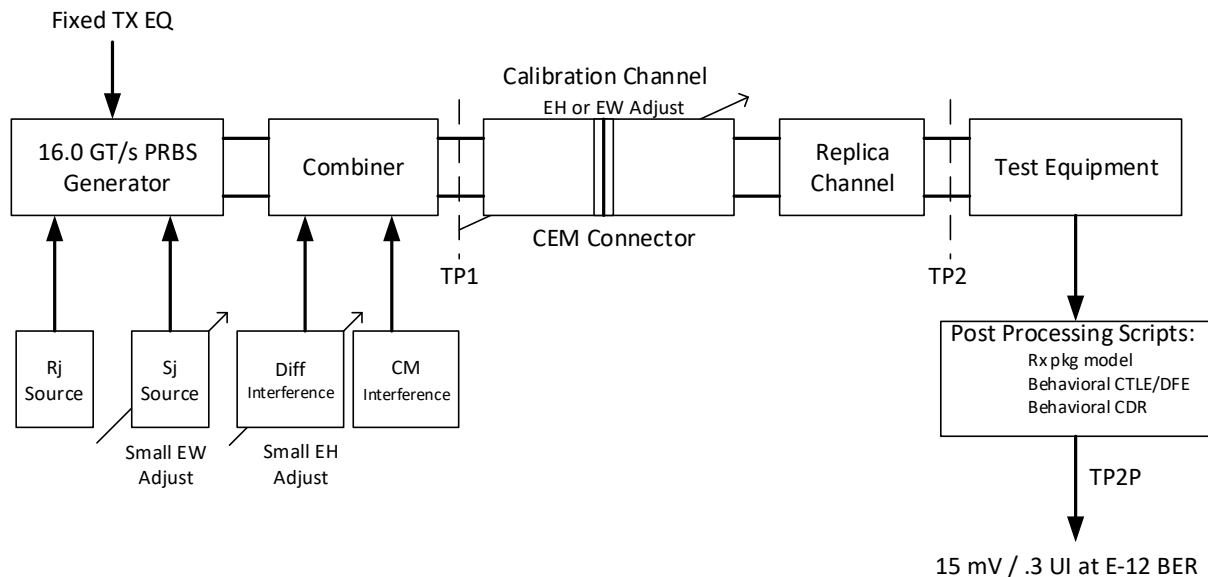 Fixed TX EQ
Calibration Channel
EH or EW Adjust
16.0 GT/s PRBS
Generator
Combiner
Replica
Channel
Test Equipment
CEM Connector
TP1
TP2
Rj
Source
Sj
Source
Diff
Interference
CM
Interference
Small EW
Adjust
Small EH
Adjust
Post Processing Scripts:
Rx pkg model
Behavioral CTLE/DFE
Behavioral CDR
TP2P
15 mV / .3 UI at E-12 BER